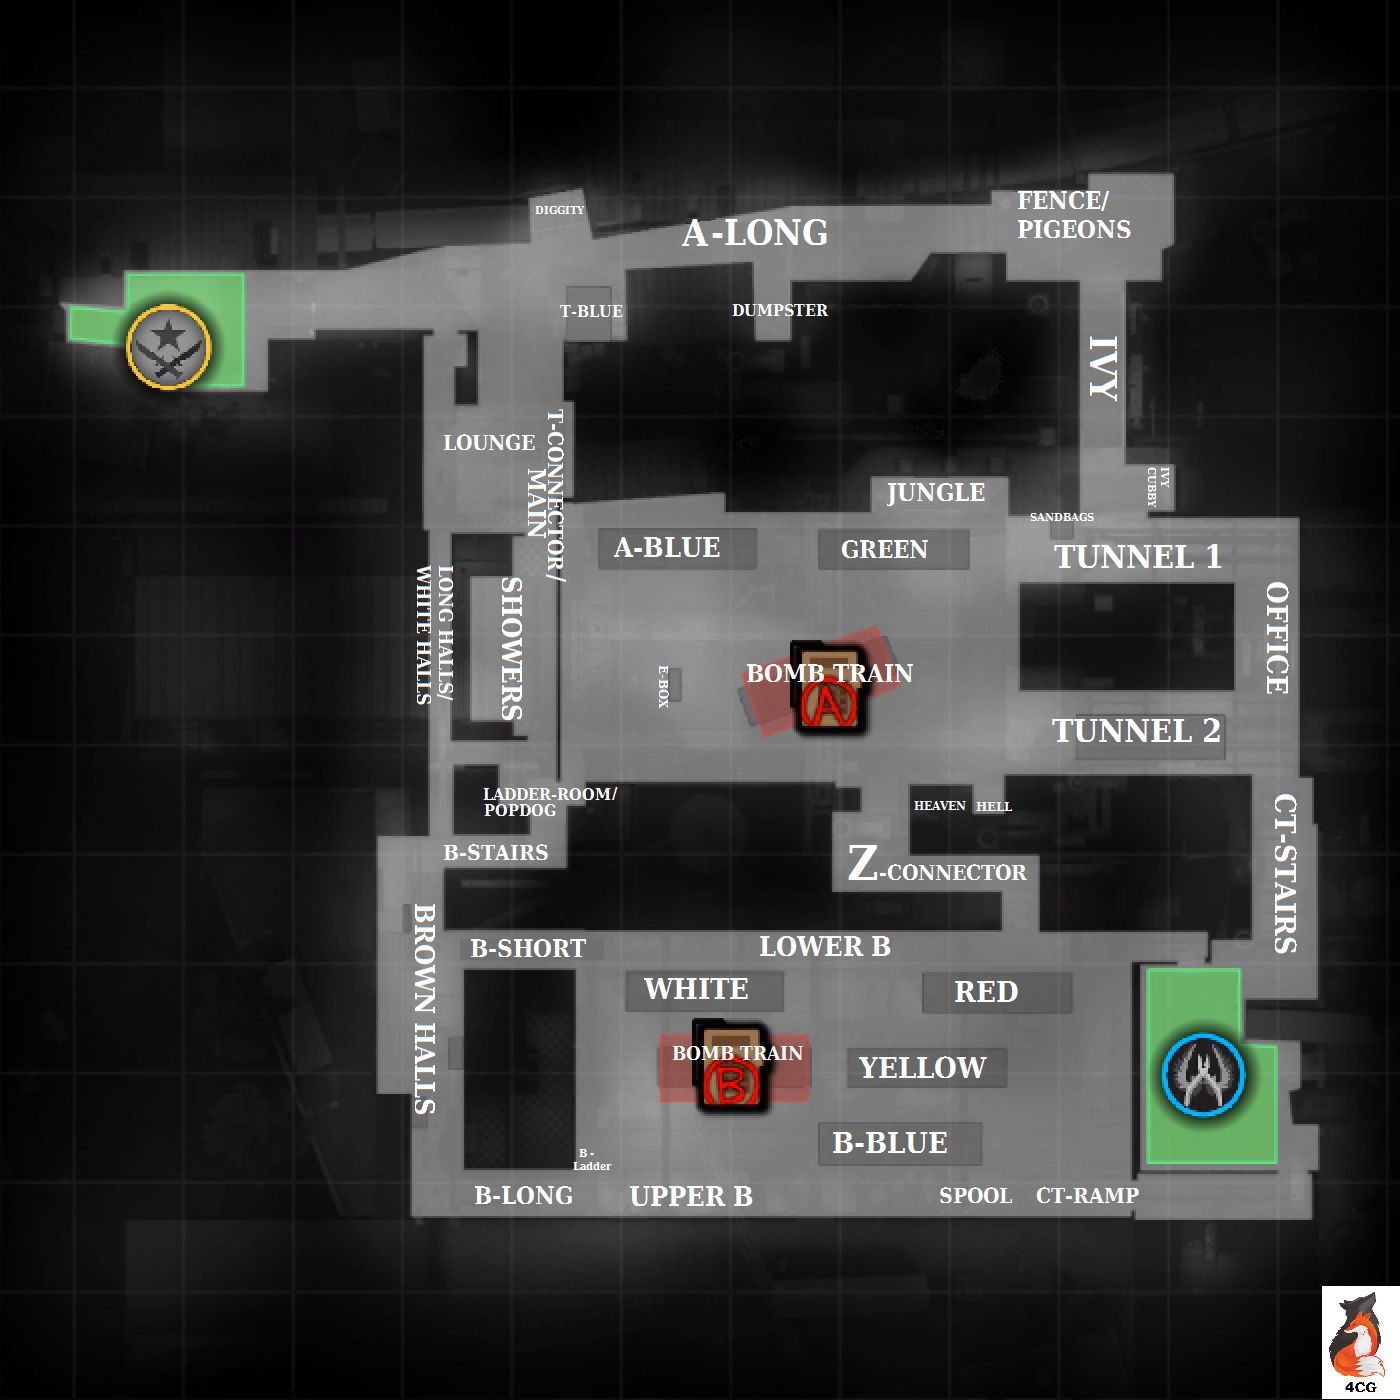 DIGGITY
A-LONG
FENCE/
PIGEONS
T-BLUE
DUMPSTER
IVY
LOUNGE
T-CONNECTOR/
MAIN
JUNGLE
IVY
CUBBY
SANDBAGS
A-BLUE
GREEN
TUNNEL 1
LONG HALLS/
WHITE HALLS
SHOWERS
E-BOX
BOMB TRAIN
A
OFFICE
TUNNEL 2
LADDER-ROOM/
POPDOG
HEAVEN
HELL
B-STAIRS
Z-CONNECTOR
CT-STAIRS
BROWN HALLS
B-SHORT
LOWER B
WHITE
RED
BOMB TRAIN
B
YELLOW
B-BLUE
B -
Ladder
B-LONG
UPPER B
SPOOL
CT-RAMP
4CG